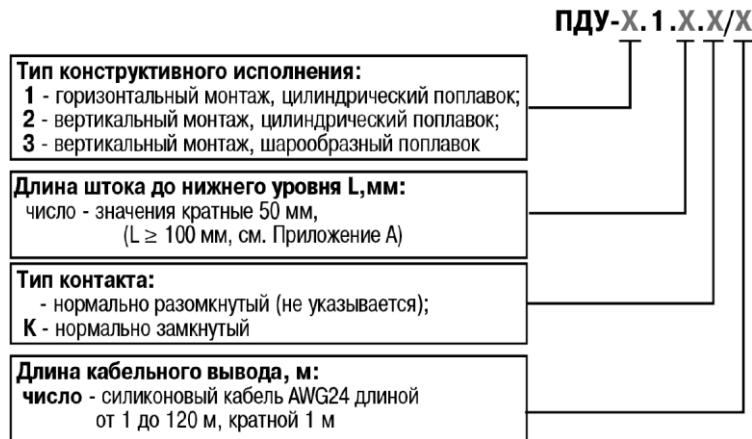 ПДУ-Х.1.Х.Х/Х
Тип конструктивного исполнения:
1 - горизонтальный монтаж, цилиндрический поплавок;
2 - вертикальный монтаж, цилиндрический поплавок;
3 - вертикальный монтаж, шарообразный поплавок
Длина штока до нижнего уровня L,мм:
число - значения кратные 50 мм,
(L ≥ 100 мм, см. Приложение А)
Тип контакта:
- нормально разомкнутый (не указывается);
К - нормально замкнутый
Длина кабельного вывода, м:
число - силиконовый кабель AWG24 длиной
от 1 до 120 м, кратной 1 м